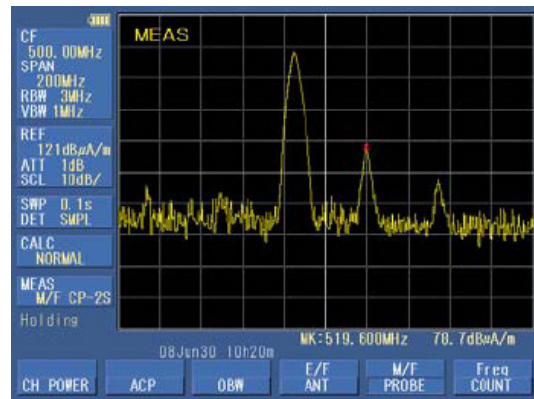 MEAS
CF
500.00MHz
SPAN
200MHz
RBW 3MHz
VBW 1MHz
REF
121dBµA/m
ATT 1dB
SCL 10dB/
SWP 0.1s
DET SMPL
CALC
NORMAL
MEAS
M/F CP-2S
Holding
MK:519.600MHz 78.7dBµA/m
08Jun30 10h20m
CH POWER
ACP
OBW
E/F
ANT
M/F
PROBE
Freq
COUNT